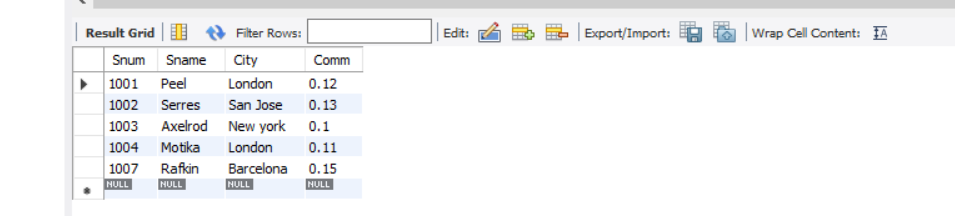 Result Grid Filter Rows: Edit: Export/Import: Wrap Cell Content: IA
Snum Sname City Comm
1001 Peel London 0.12
1002 Serres San Jose 0.13
1003 Axelrod New york 0.1
1004 Motika London 0.11
1007 Rafkin Barcelona 0.15
NULL NULL NULL NULL